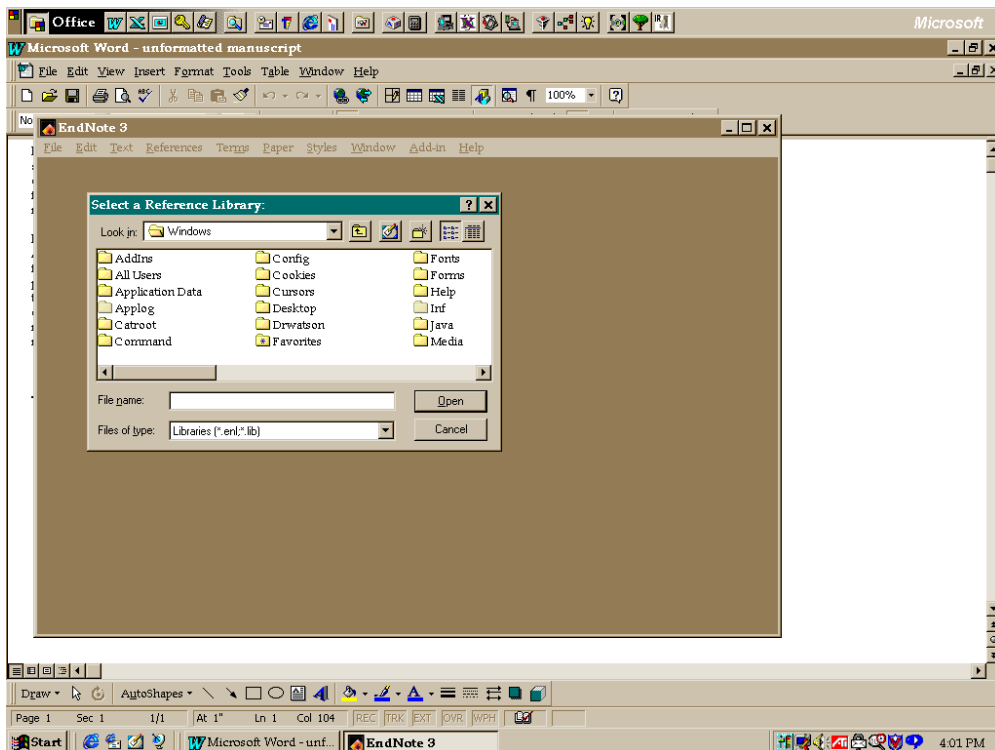 Office
Microsoft
Microsoft Word - unformatted manuscript
File Edit View Insert Format Tools Table Window Help
100%
No
EndNote 3
File Edit Text References Terms Paper Styles Window Add-in Help
Select a Reference Library:
Look in: Windows
AddIns Config Fonts
All Users Cookies Forms
Application Data Cursors Help
Applog Desktop Inf
Catroot Drwatson Java
Command Favorites Media
File name: Open
Files of type: Libraries (*.enl;*.lib) Cancel
Draw AutoShapes
Page 1 Sec 1 1/1 At 1" Ln 1 Col 104 REC TRK EXT OVR WPH
Start Microsoft Word - unf... EndNote 3 4:01 PM